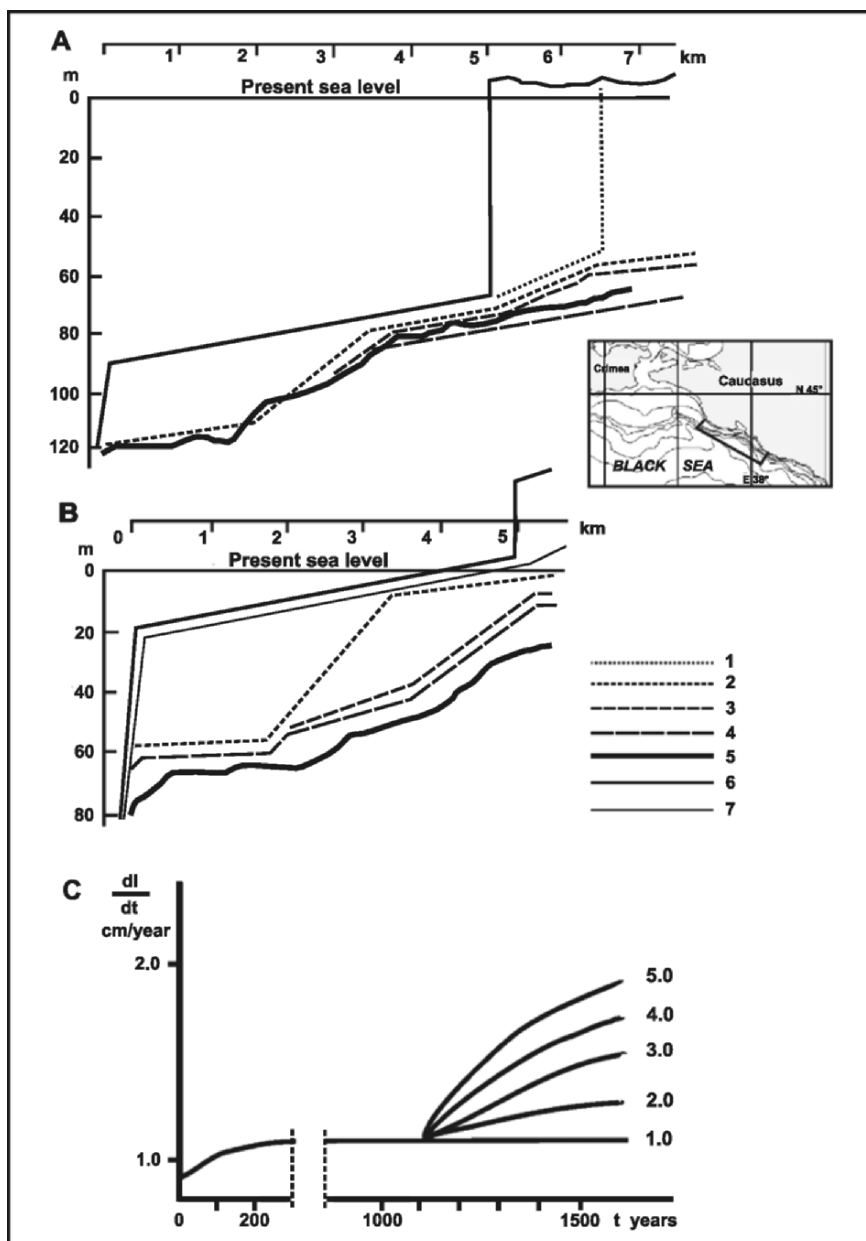 A
1 2 3 4 5 6 7 km
m
Present sea level
0
20
40
60
80
100
120
Crimea
Caucasus
N 45°
BLACK SEA
E 38°
B
0 1 2 3 4 5 km
m
Present sea level
0
20
40
60
80
1
2
3
4
5
6
7
C
dl
dt
cm/year
2.0
1.0
5.0
4.0
3.0
2.0
1.0
0 200 1000 1500 t years